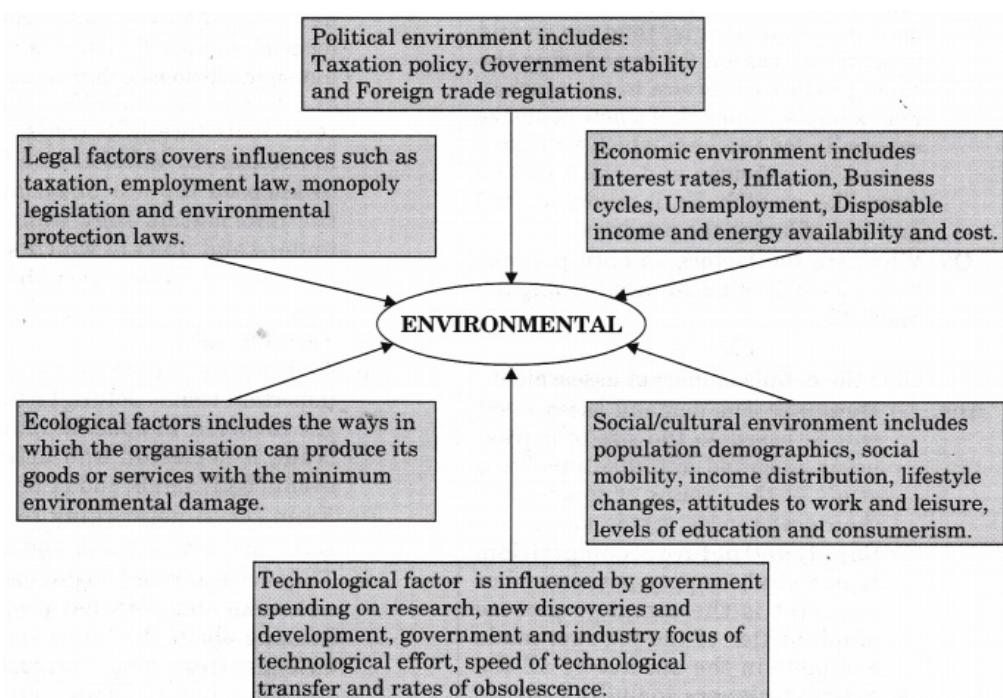 Political environment includes:
Taxation policy, Government stability
and Foreign trade regulations.
Legal factors covers influences such as
taxation, employment law, monopoly
legislation and environmental
protection laws.
Economic environment includes
Interest rates, Inflation, Business
cycles, Unemployment, Disposable
income and energy availability and cost.
ENVIRONMENTAL
Ecological factors includes the ways in
which the organisation can produce its
goods or services with the minimum
environmental damage.
Social/cultural environment includes
population demographics, social
mobility, income distribution, lifestyle
changes, attitudes to work and leisure,
levels of education and consumerism.
Technological factor is influenced by government
spending on research, new discoveries and
development, government and industry focus of
technological effort, speed of technological
transfer and rates of obsolescence.